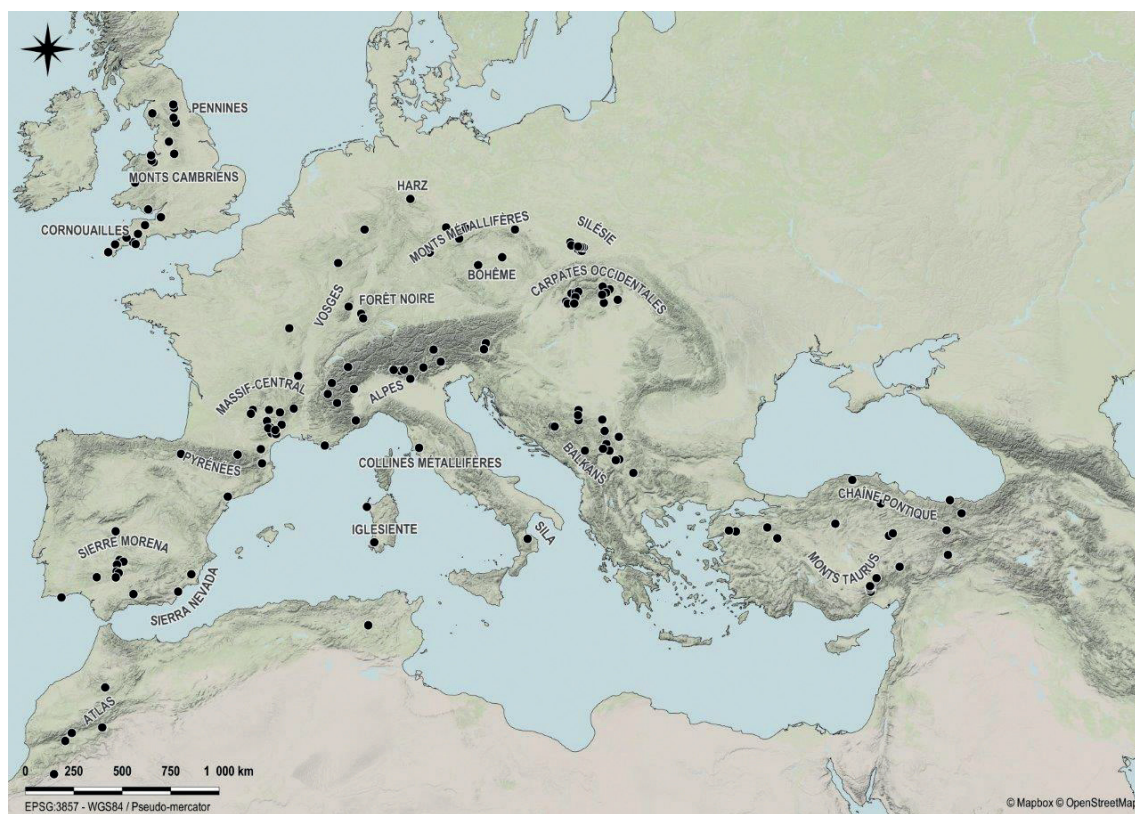 PENNINES
MONTS CAMBRIENS
CORNOUAILLES
HARZ
MONTS MÉTALLIFÈRES
SILÉSIE
BOHÊME
CARPATES OCCIDENTALES
VOSGES
FORÊT NOIRE
MASSIF-CENTRAL
ALPES
PYRÉNÉES
COLLINES METALLIFERES
BALKANS
CHAÎNE PONTIQUE
IGLESIENTE
SILA
SIERRE MORENA
MONTS TAURUS
SIERRA NEVADA
ATLAS
0 250 500 750 1 000 km
EPSG:3857 - WGS84 / Pseudo-mercator
© Mapbox © OpenStreetMap